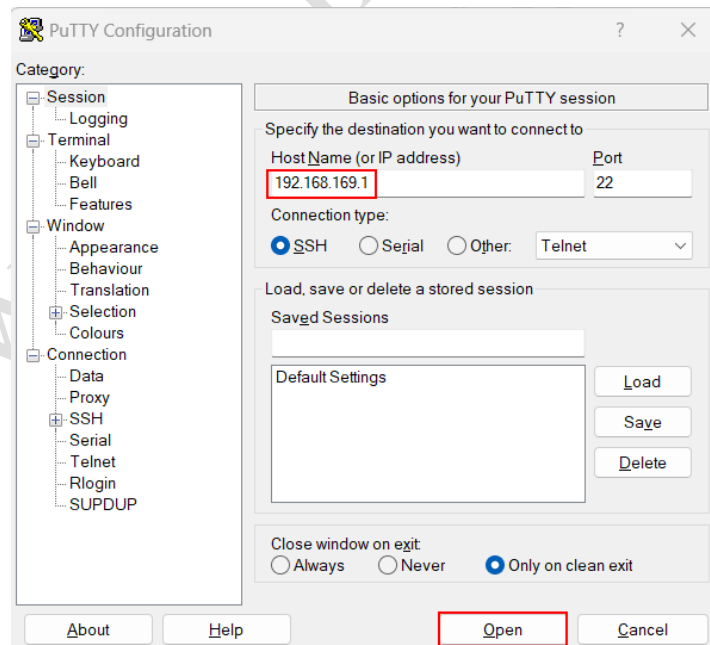 PuTTY Configuration ? ×
Category:
Session
Logging
Terminal
Keyboard
Bell
Features
Window
Appearance
Behaviour
Translation
Selection
Colours
Connection
Data
Proxy
SSH
Serial
Telnet
Rlogin
SUPDUP
Basic options for your PuTTY session
Specify the destination you want to connect to
Host Name (or IP address) Port
192.168.169.1 22
Connection type:
SSH Serial Other: Telnet
Load, save or delete a stored session
Saved Sessions
Default Settings
Load
Save
Delete
Close window on exit:
Always Never Only on clean exit
About Help Open Cancel